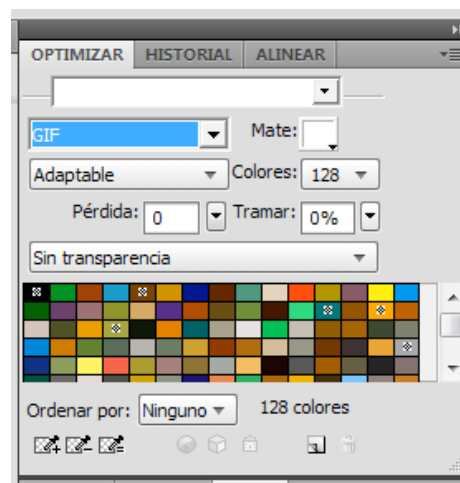 OPTIMIZAR HISTORIAL ALINEAR
GIF Mate:
Adaptable Colores: 128
Pérdida: 0 Tramar: 0%
Sin transparencia
Ordenar por: Ninguno 128 colores